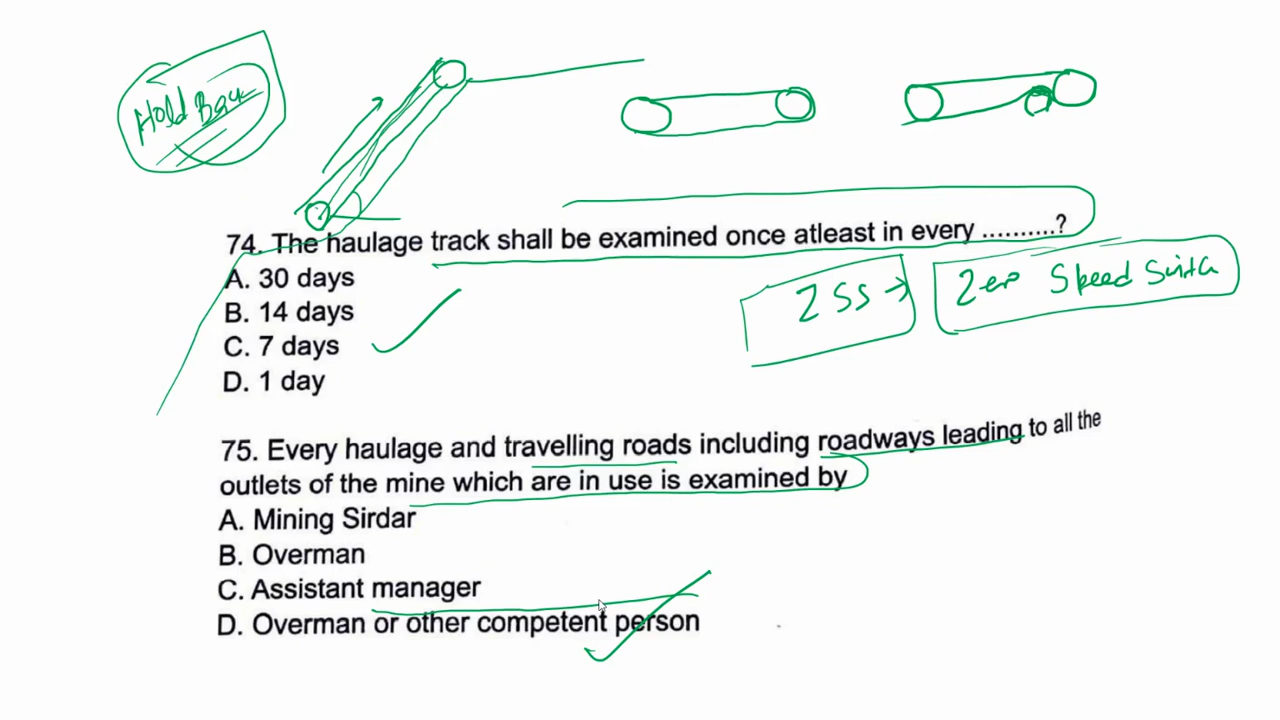 Hold Back
74. The haulage track shall be examined once atleast in every ..........?
A. 30 days
B. 14 days
C. 7 days
D. 1 day
ZSS → Zero Speed
75. Every haulage and travelling roads including roadways leading to all the
outlets of the mine which are in use is examined by
A. Mining Sirdar
B. Overman
C. Assistant manager
D. Overman or other competent person